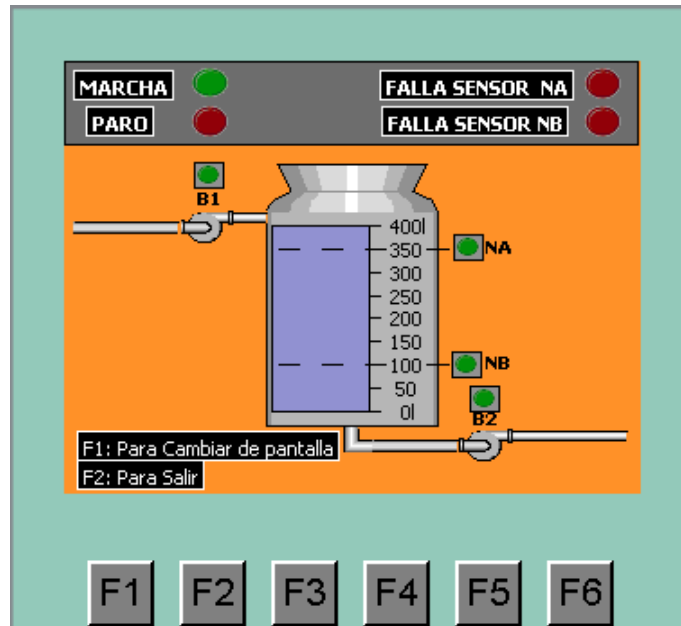 MARCHA
FALLA SENSOR NA
PARO
FALLA SENSOR NB
B1
400l
350
NA
300
250
200
150
100
NB
50
0l
B2
F1: Para Cambiar de pantalla
F2: Para Salir
F1 F2 F3 F4 F5 F6